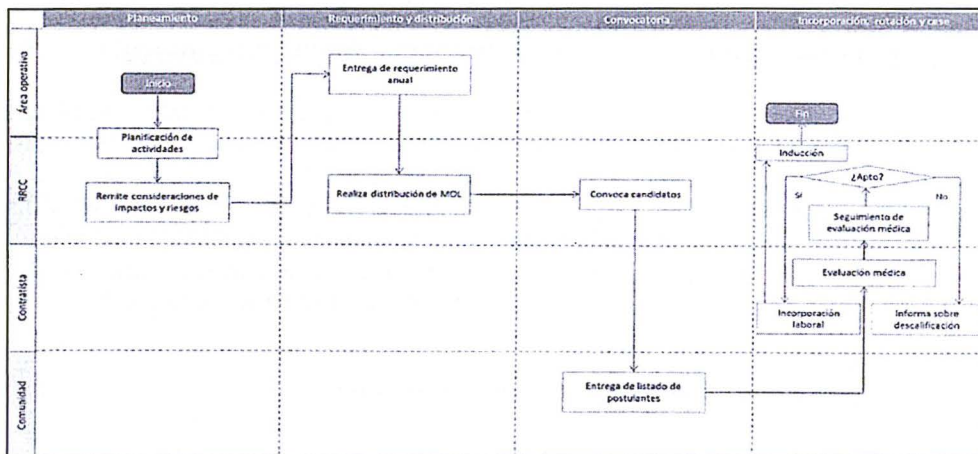 Planeamiento
Requerimiento y distribución
Convocatoria
Incorporación, rotación y cese
Área operativa
Inicio
Entrega de requerimiento
anual
Fin
RRCC
Planificación de
actividades
Remite consideraciones de
impactos y riesgos
Realiza distribución de MOL
Convoca candidatos
Inducción
¿Apto?
Sí
No
Seguimiento de
evaluación médica
Contratista
Evaluación médica
Incorporación
laboral
Informa sobre
descalificación
Comunidad
Entrega de listado de
postulantes